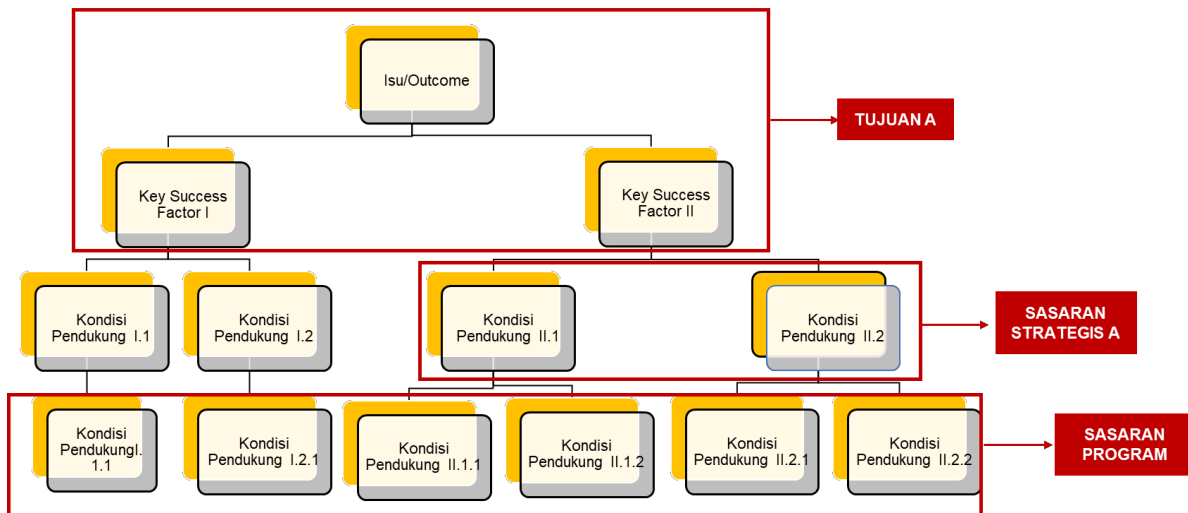 Isu/Outcome
TUJUAN A
Key Success
Factor I
Key Success
Factor II
Kondisi
Pendukung I.1
Kondisi
Pendukung I.2
Kondisi
Pendukung II.1
Kondisi
Pendukung II.2
SASARAN
STRATEGIS A
Kondisi
PendukungI.
1.1
Kondisi
Pendukung I.2.1
Kondisi
Pendukung II.1.1
Kondisi
Pendukung II.1.2
Kondisi
Pendukung II.2.1
Kondisi
Pendukung II.2.2
SASARAN
PROGRAM